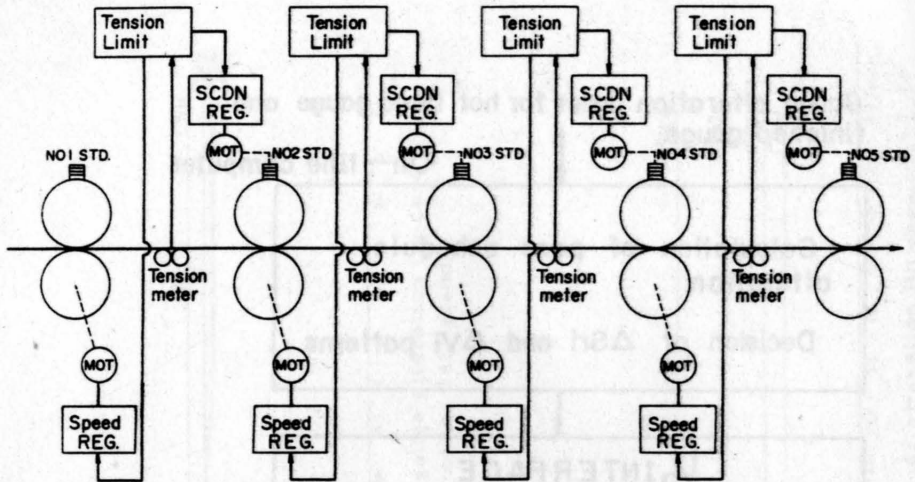 Tension Limit
Tension Limit
Tension Limit
Tension Limit
SCDN REG.
SCDN REG.
SCDN REG.
SCDN REG.
MOT
MOT
MOT
MOT
NO1 STD.
NO2 STD
NO3 STD
NO4 STD
NO5 STD
Tension meter
Tension meter
Tension meter
Tension meter
MOT
MOT
MOT
MOT
Speed REG.
Speed REG.
Speed REG.
Speed REG.